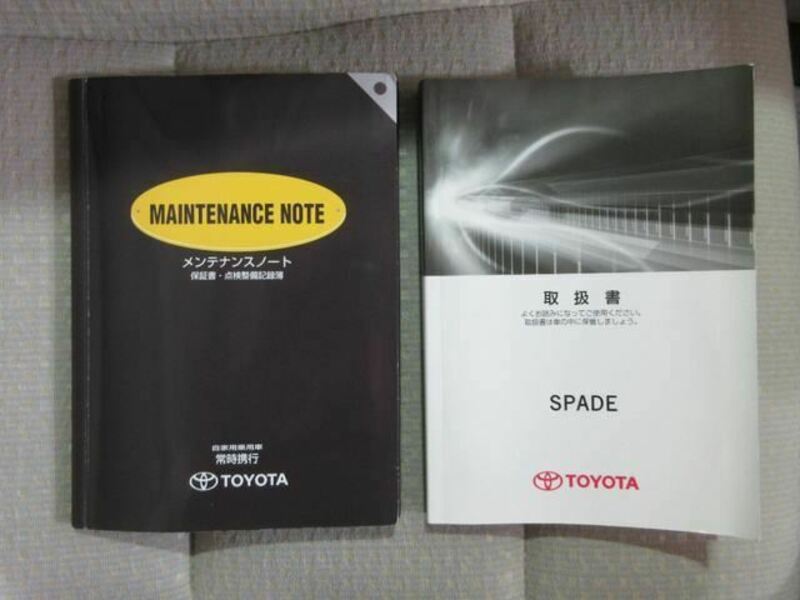 MAINTENANCE NOTE
メンテナンスノート
保証書・点検整備記録簿
自家用乗用車
常時携行
TOYOTA
取扱書
よくお読みになってご使用ください。
取扱書は車の中に保管しましょう。
SPADE
TOYOTA